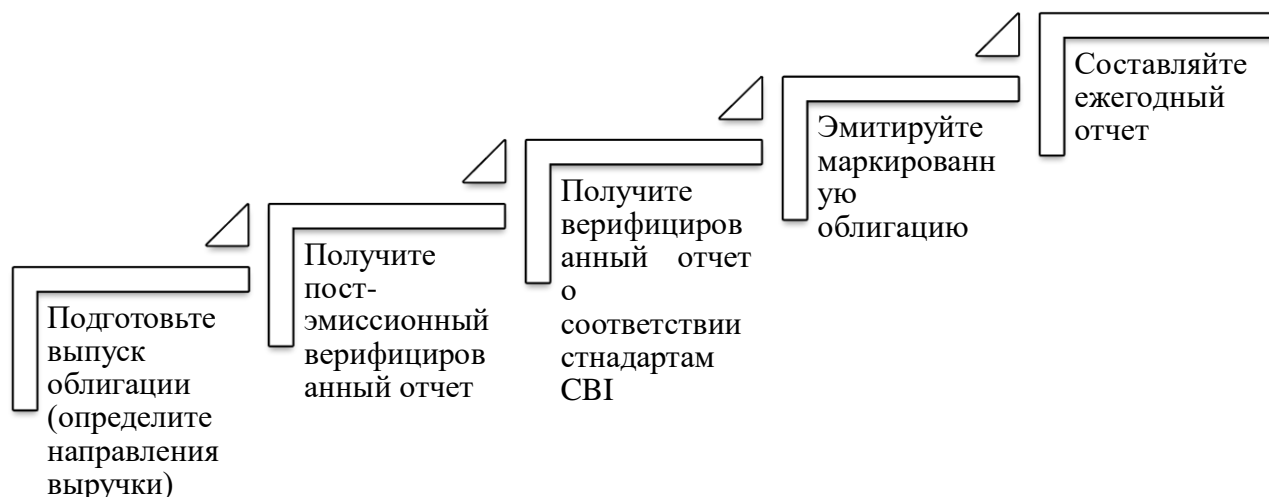 Подготовьте
выпуск
облигации
(определите
направления
выручки)
Получите
пост-
эмиссионный
верифициров
анный отчет
Получите
верифициров
анный отчет
о
соответствии
стнадартам
CBI
Эмитируйте
маркированн
ую
облигацию
Составляйте
ежегодный
отчет